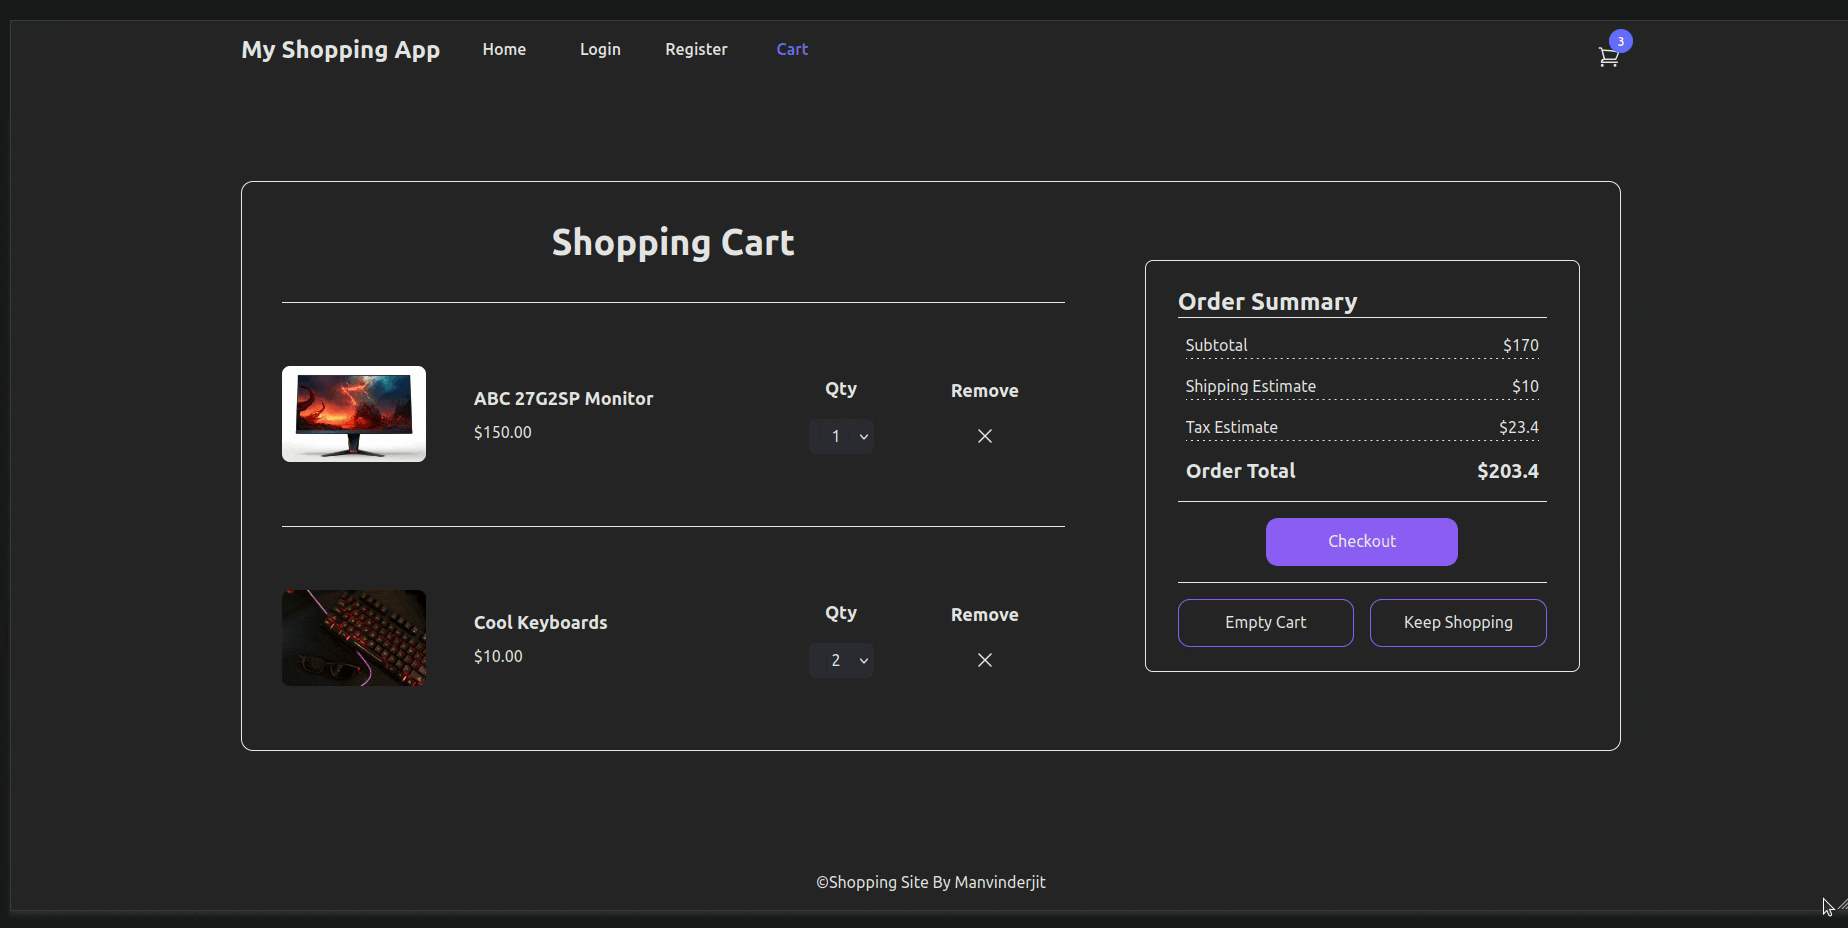 My Shopping App Home Login Register Cart 3
Shopping Cart
ABC 27G2SP Monitor
$150.00
Qty
1
Remove
Cool Keyboards
$10.00
Qty
2
Remove
Order Summary
Subtotal $170
Shipping Estimate $10
Tax Estimate $23.4
Order Total $203.4
Checkout
Empty Cart Keep Shopping
©Shopping Site By Manvinderjit